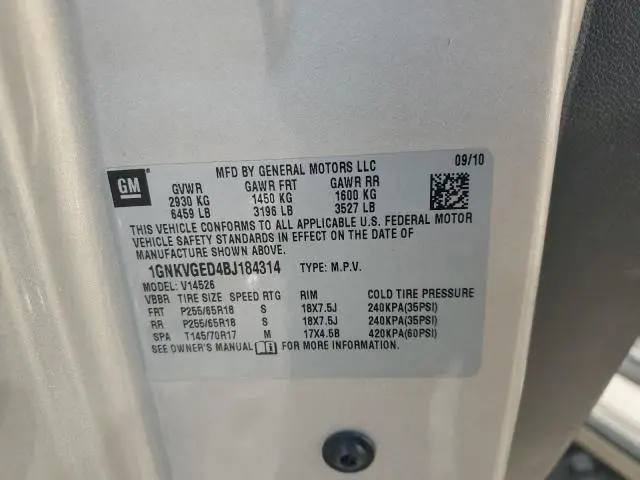 MFD BY GENERAL MOTORS LLC 09/10
GM
GVWR GAWR FRT GAWR RR
2930 KG 1450 KG 1600 KG
6459 LB 3196 LB 3527 LB
THIS VEHICLE CONFORMS TO ALL APPLICABLE U.S. FEDERAL MOTOR
VEHICLE SAFETY STANDARDS IN EFFECT ON THE DATE OF
MANUFACTURE SHOWN ABOVE.
1GNKVGED4BJ184314 TYPE: M.P.V.
MODEL: V14526
VBBR TIRE SIZE SPEED RTG RIM COLD TIRE PRESSURE
FRT P255/65R18 S 18X7.5J 240KPA(35PSI)
RR P255/65R18 S 18X7.5J 240KPA(35PSI)
SPA T145/70R17 M 17X4.5B 420KPA(60PSI)
SEE OWNER'S MANUAL FOR MORE INFORMATION.